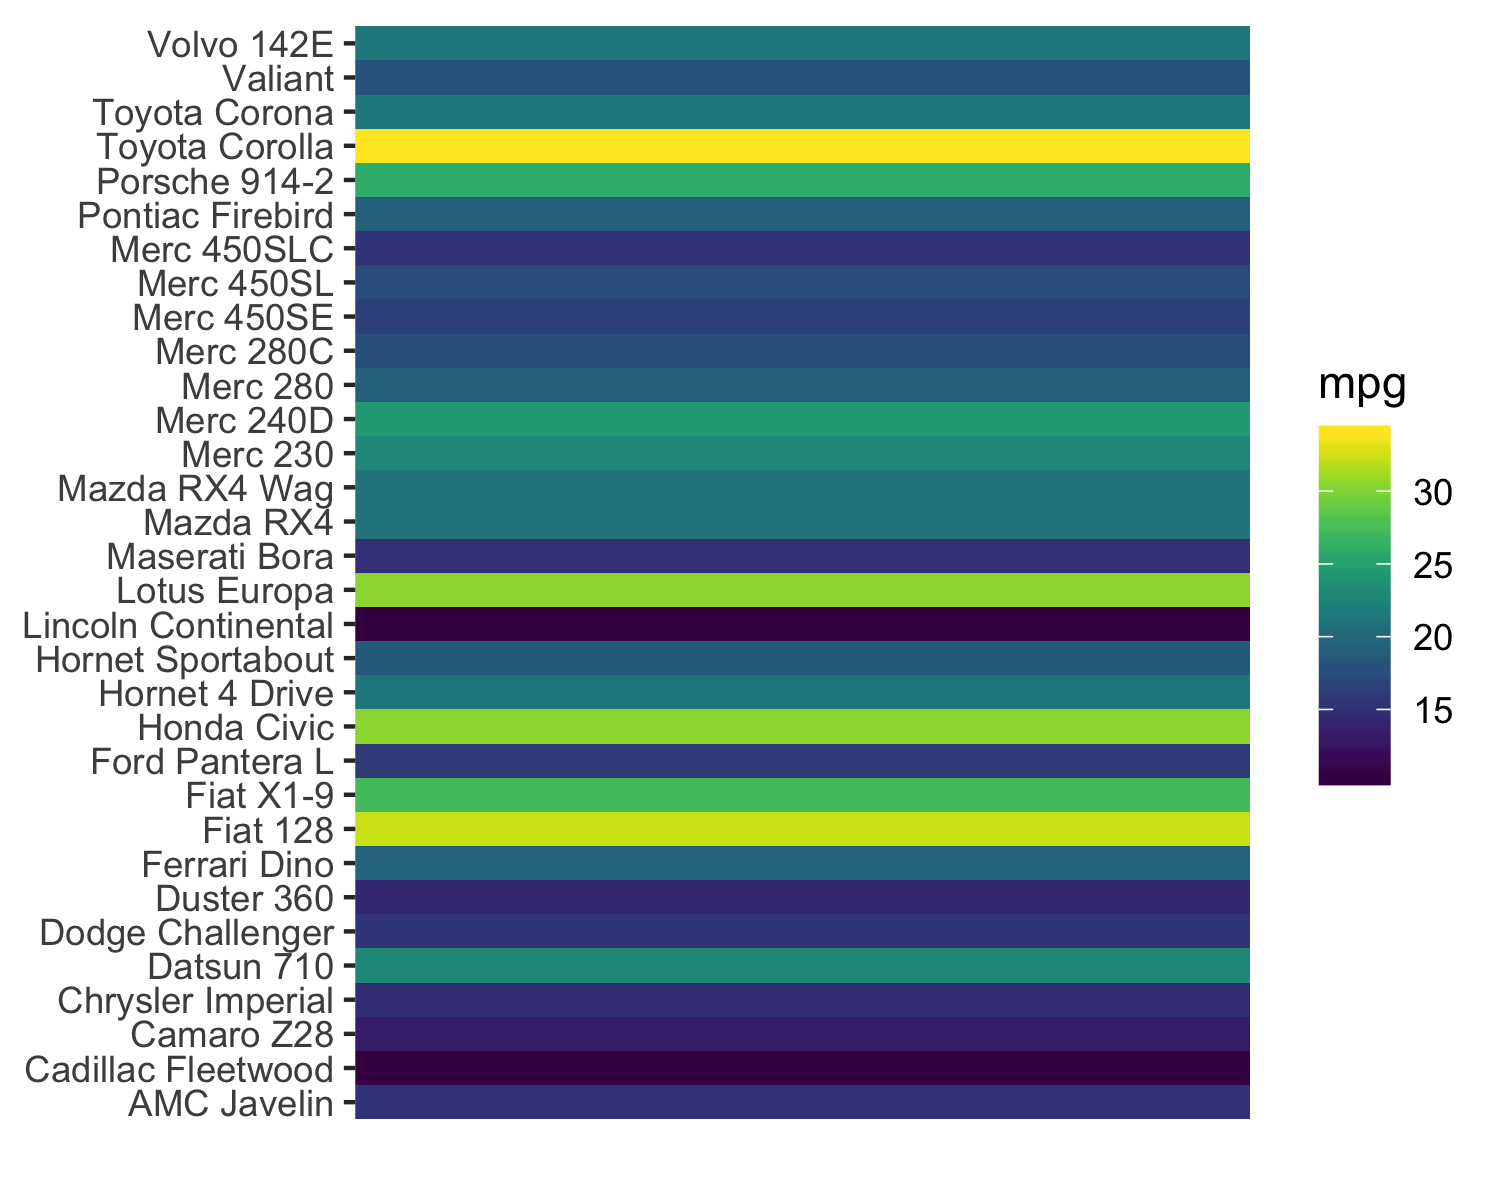 Volvo 142E
Valiant
Toyota Corona
Toyota Corolla
Porsche 914-2
Pontiac Firebird
Merc 450SLC
Merc 450SL
Merc 450SE
Merc 280C
Merc 280
Merc 240D
Merc 230
Mazda RX4 Wag
Mazda RX4
Maserati Bora
Lotus Europa
Lincoln Continental
Hornet Sportabout
Hornet 4 Drive
Honda Civic
Ford Pantera L
Fiat X1-9
Fiat 128
Ferrari Dino
Duster 360
Dodge Challenger
Datsun 710
Chrysler Imperial
Camaro Z28
Cadillac Fleetwood
AMC Javelin
mpg
30
25
20
15